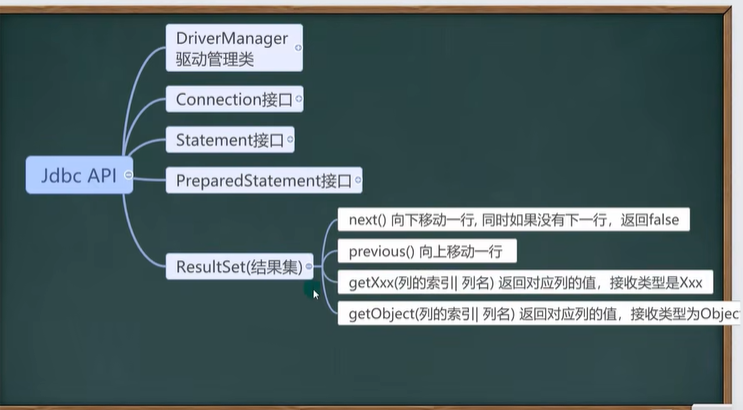 DriverManager
驱动管理类
Connection接口
Statement接口
Jdbc API
PreparedStatement接口
ResultSet(结果集)
next() 向下移动一行, 同时如果没有下一行，返回false
previous() 向上移动一行
getXxx(列的索引| 列名) 返回对应列的值，接收类型是Xxx
getObject(列的索引| 列名) 返回对应列的值，接收类型为Objec